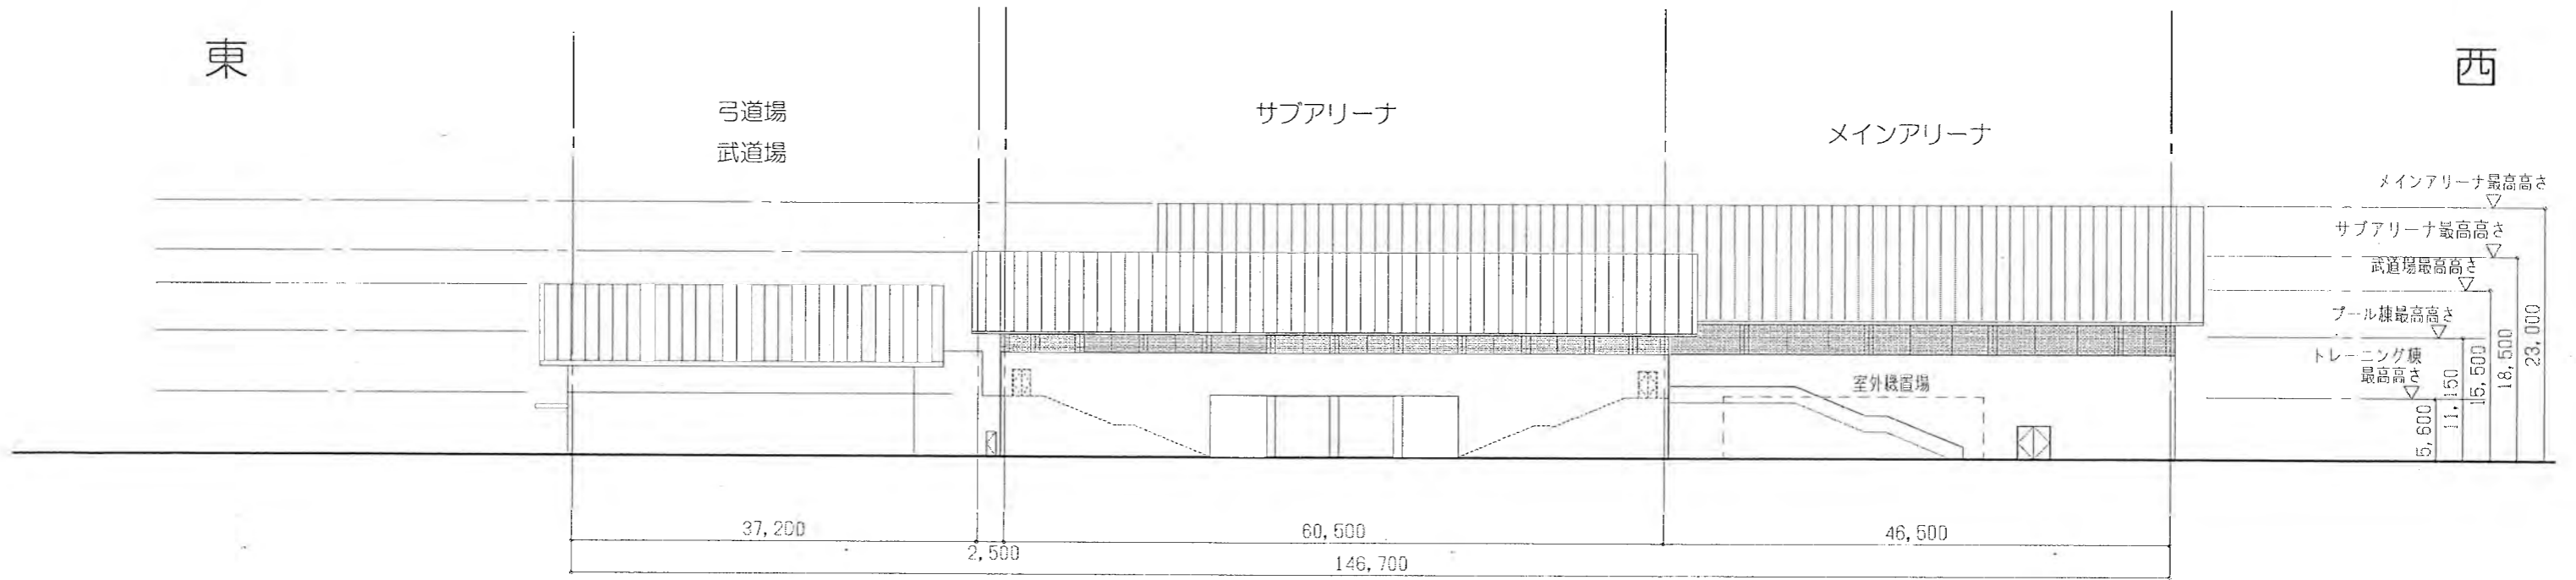 東
西
弓道場
武道場
サブアリーナ
メインアリーナ
メインアリーナ最高高さ
サブアリーナ最高高さ
武道場最高高さ
プール棟最高高さ
トレーニング棟
最高高さ
室外機置場
5,600
11,150
15,500
18,500
23,000
37,200
2,500
60,500
46,500
146,700